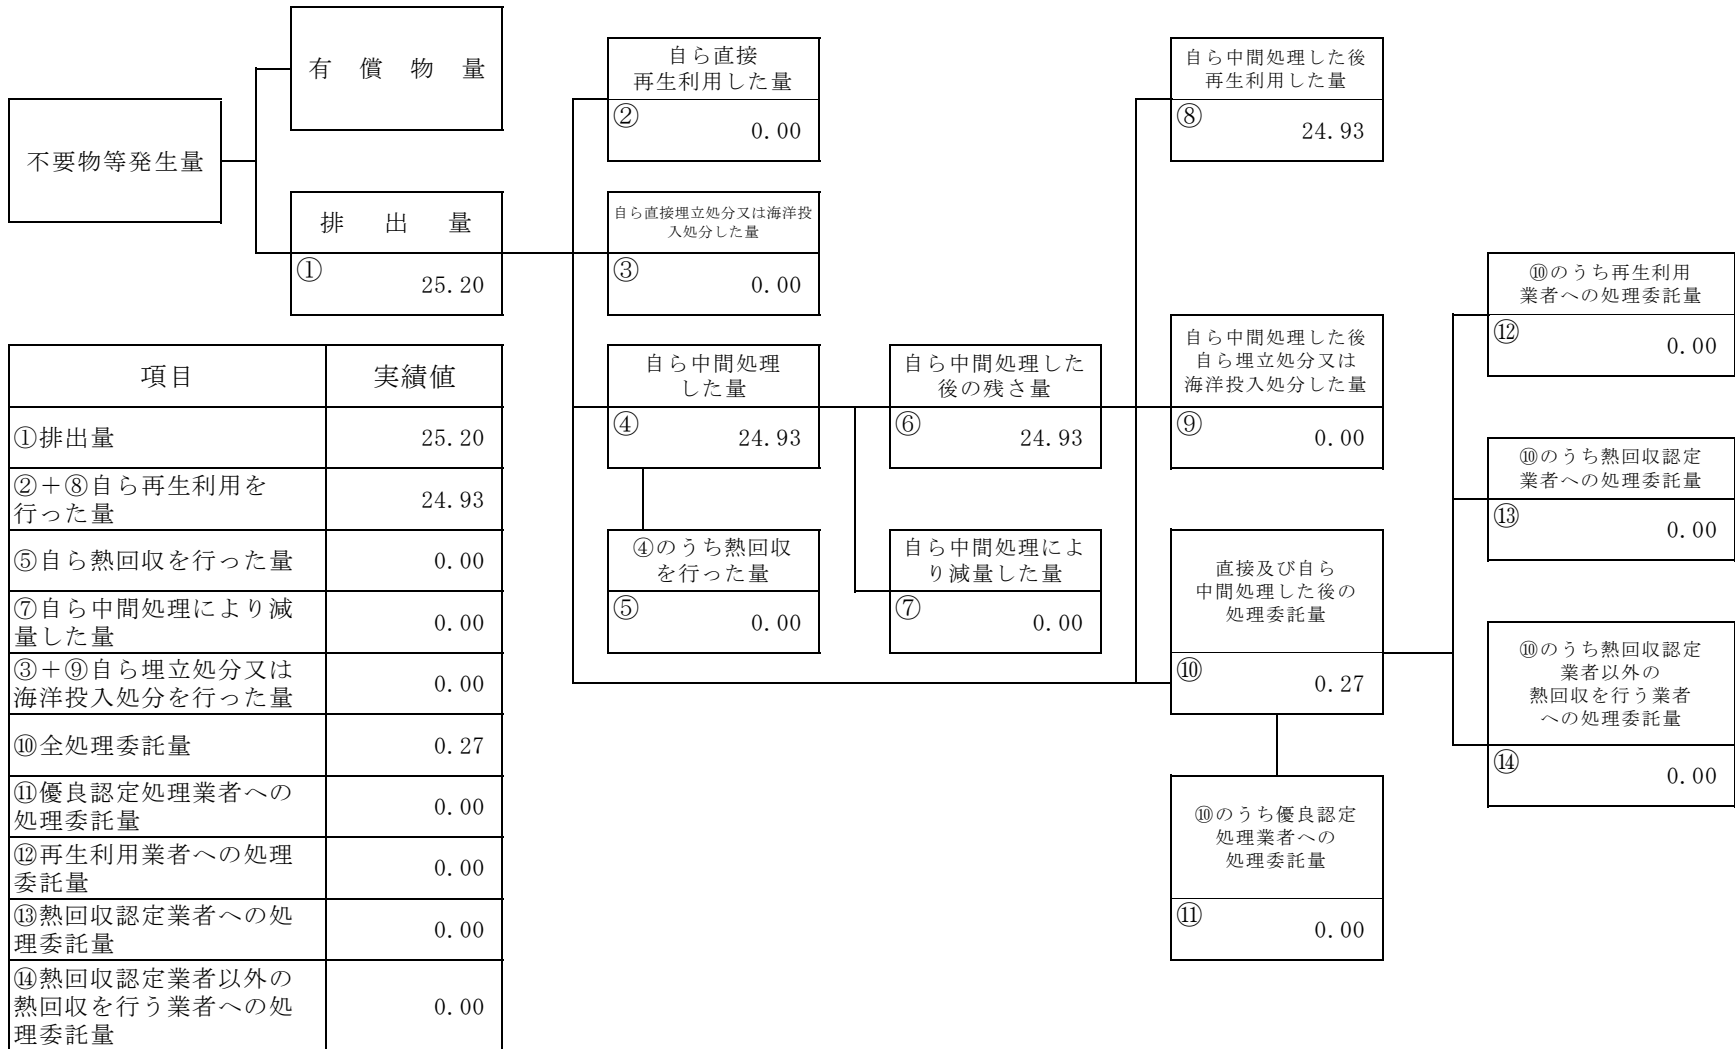 有償物量
不要物等発生量
排出量
①
25.20
自ら直接
再生利用した量
②
0.00
自ら直接埋立処分又は海洋投
入処分した量
③
0.00
自ら中間処理
した量
④
24.93
④のうち熱回収
を行った量
⑤
0.00
自ら中間処理した
後の残さ量
⑥
24.93
自ら中間処理によ
り減量した量
⑦
0.00
自ら中間処理した後
再生利用した量
⑧
24.93
自ら中間処理した後
自ら埋立処分又は
海洋投入処分した量
⑨
0.00
直接及び自ら
中間処理した後の
処理委託量
⑩
0.27
⑩のうち優良認定
処理業者への
処理委託量
⑪
0.00
⑩のうち再生利用
業者への処理委託量
⑫
0.00
⑩のうち熱回収認定
業者への処理委託量
⑬
0.00
⑩のうち熱回収認定
業者以外の
熱回収を行う業者
への処理委託量
⑭
0.00
項目 実績値
①排出量 25.20
②＋⑧自ら再生利用を
行った量 24.93
⑤自ら熱回収を行った量 0.00
⑦自ら中間処理により減
量した量 0.00
③＋⑨自ら埋立処分又は
海洋投入処分を行った量 0.00
⑩全処理委託量 0.27
⑪優良認定処理業者への
処理委託量 0.00
⑫再生利用業者への処理
委託量 0.00
⑬熱回収認定業者への処
理委託量 0.00
⑭熱回収認定業者以外の
熱回収を行う業者への処
理委託量 0.00